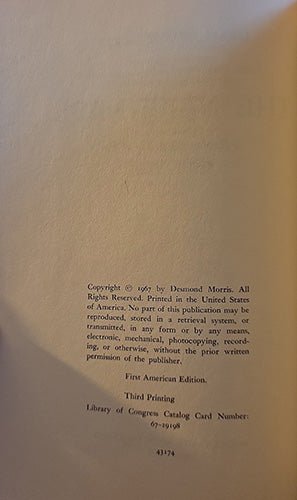 Copyright © 1967 by Desmond Morris. All
Rights Reserved. Printed in the United States
of America. No part of this publication may be
reproduced, stored in a retrieval system, or
transmitted, in any form or by any means,
electronic, mechanical, photocopying, record-
ing, or otherwise, without the prior written
permission of the publisher.
First American Edition.
Third Printing
Library of Congress Catalog Card Number:
67-19198
43174